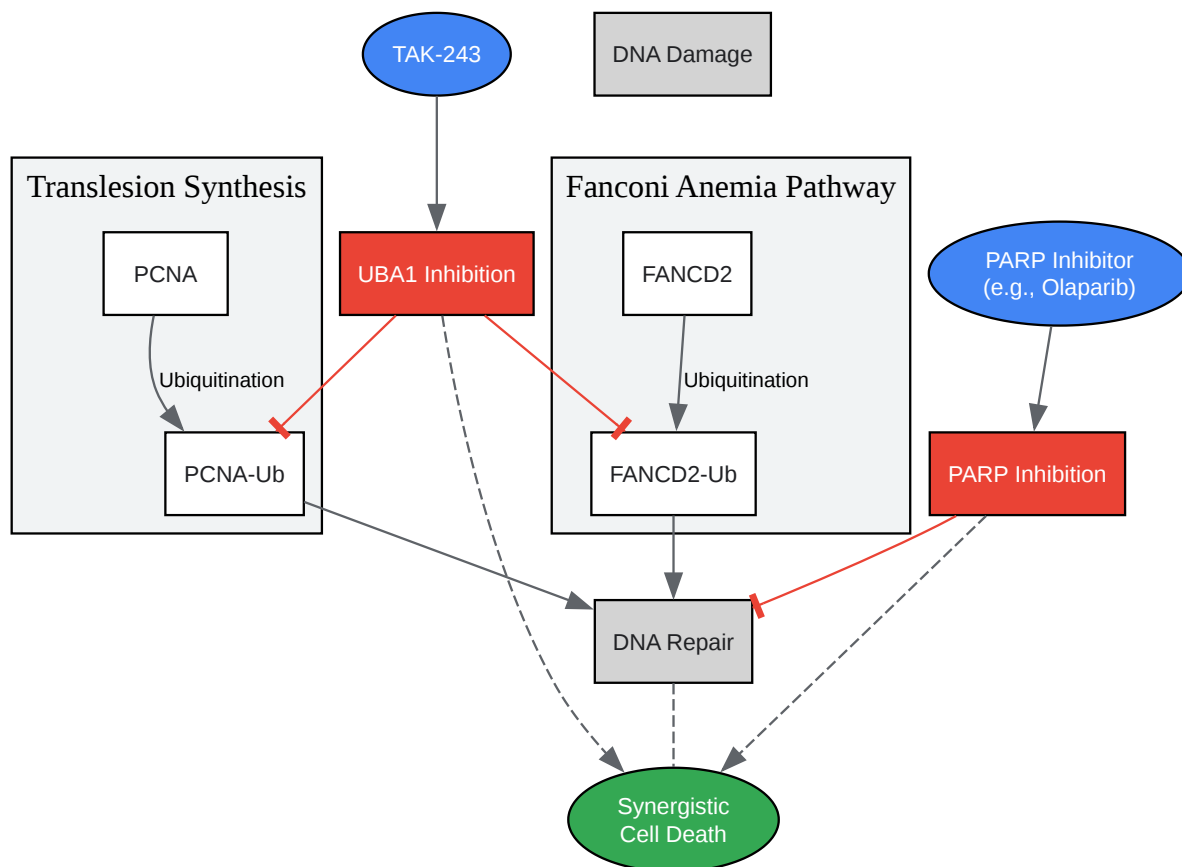 TAK-243
DNA Damage
Translesion Synthesis
Fanconi Anemia Pathway
PCNA
UBA1 Inhibition
FANCD2
PARP Inhibitor
(e.g., Olaparib)
Ubiquitination
Ubiquitination
PCNA-Ub
FANCD2-Ub
PARP Inhibition
DNA Repair
Synergistic
Cell Death